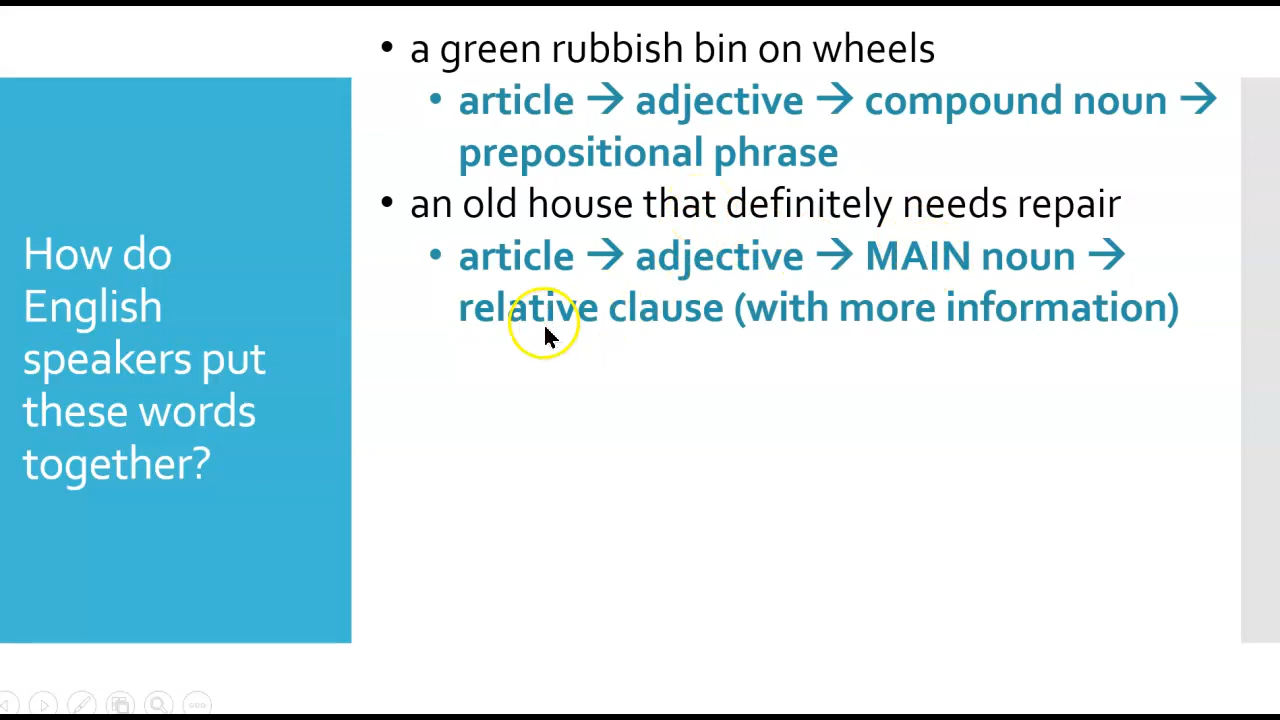 How do
English
speakers put
these words
together?
• a green rubbish bin on wheels
• article → adjective → compound noun →
prepositional phrase
• an old house that definitely needs repair
• article → adjective → MAIN noun →
relative clause (with more information)